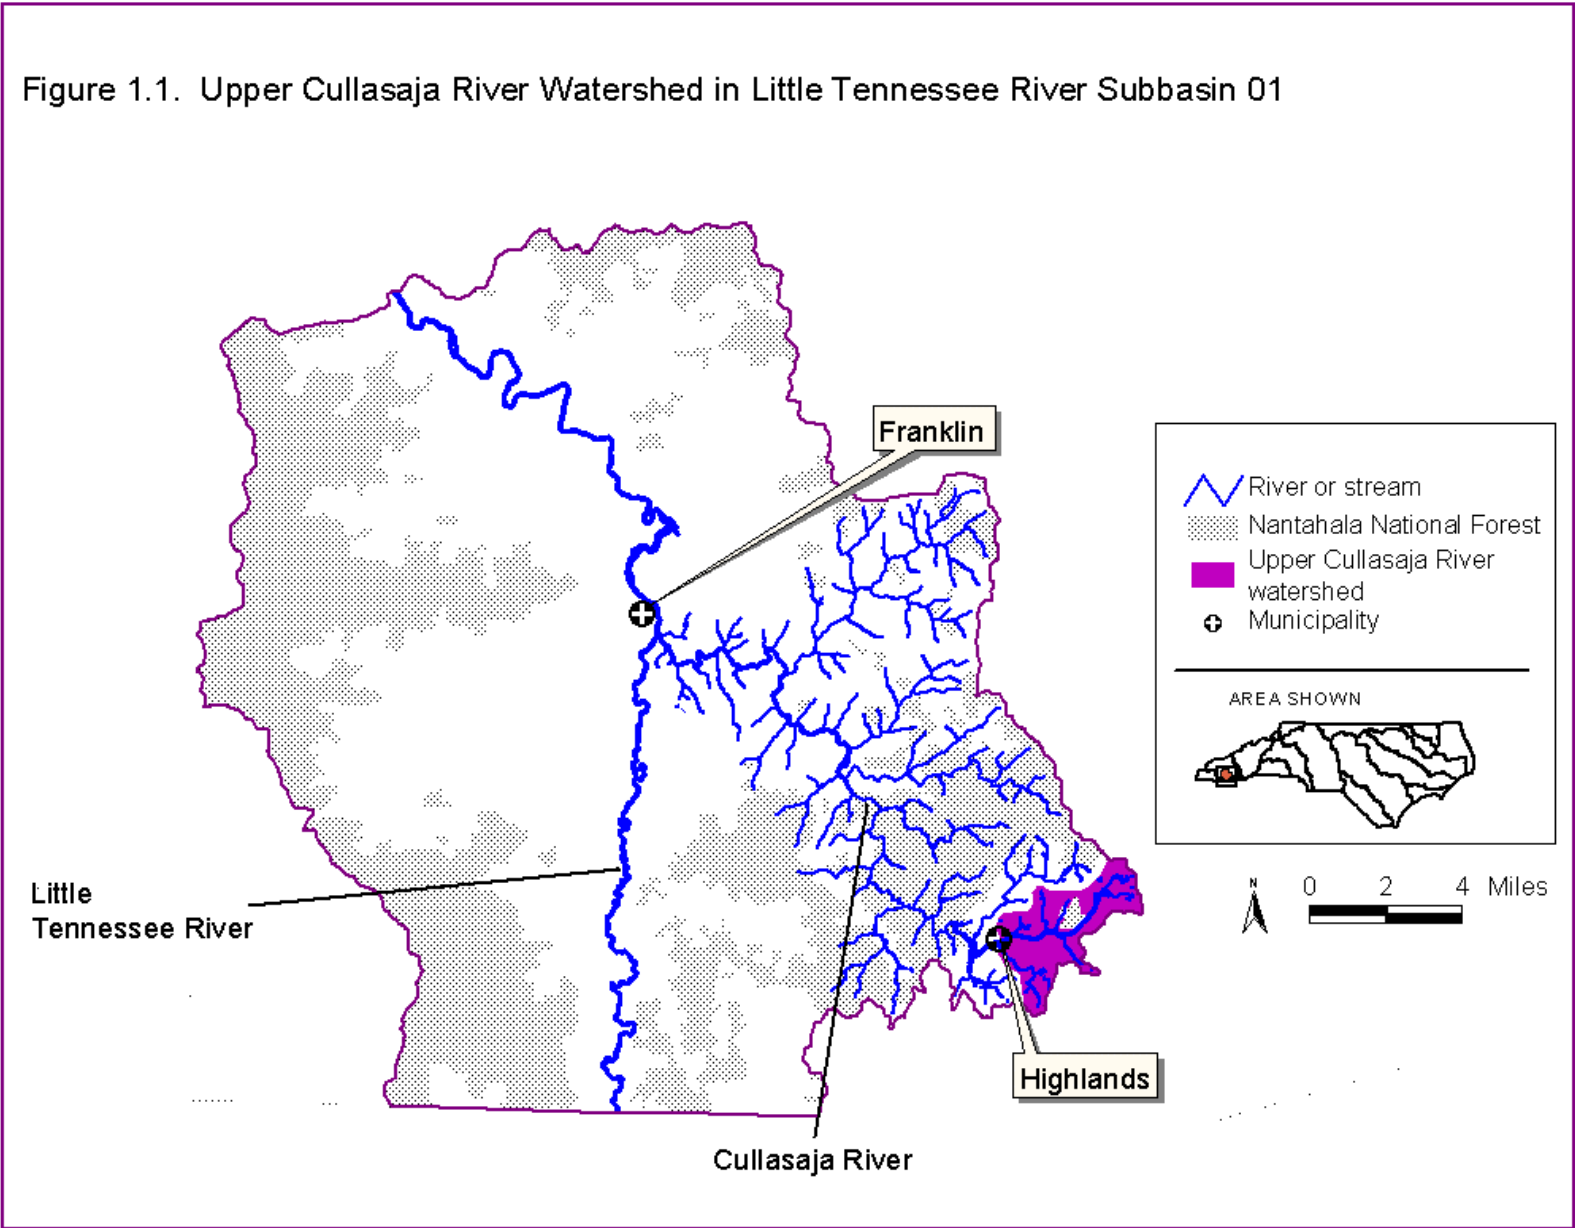 Figure 1.1. Upper Cullasaja River Watershed in Little Tennessee River Subbasin 01
Franklin
River or stream
Nantahala National Forest
Upper Cullasaja River
watershed
Municipality
AREA SHOWN
N
0 2 4 Miles
Little
Tennessee River
Highlands
Cullasaja River